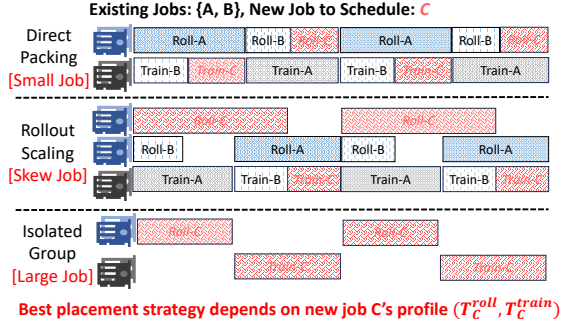 Existing Jobs: {A, B}, New Job to Schedule: C
Direct Packing [Small Job]
Roll-A Roll-B Roll-C Roll-A Roll-B Roll-C
Train-B Train-C Train-A Train-B Train-C Train-A
Rollout Scaling [Skew Job]
Roll-C Roll-C
Roll-B Roll-A Roll-B Roll-A
Train-A Train-B Train-C Train-A Train-B Train-C
Isolated Group [Large Job]
Roll-C Roll-C
Train-C Train-C
Best placement strategy depends on new job C's profile (T_C^roll, T_C^train)